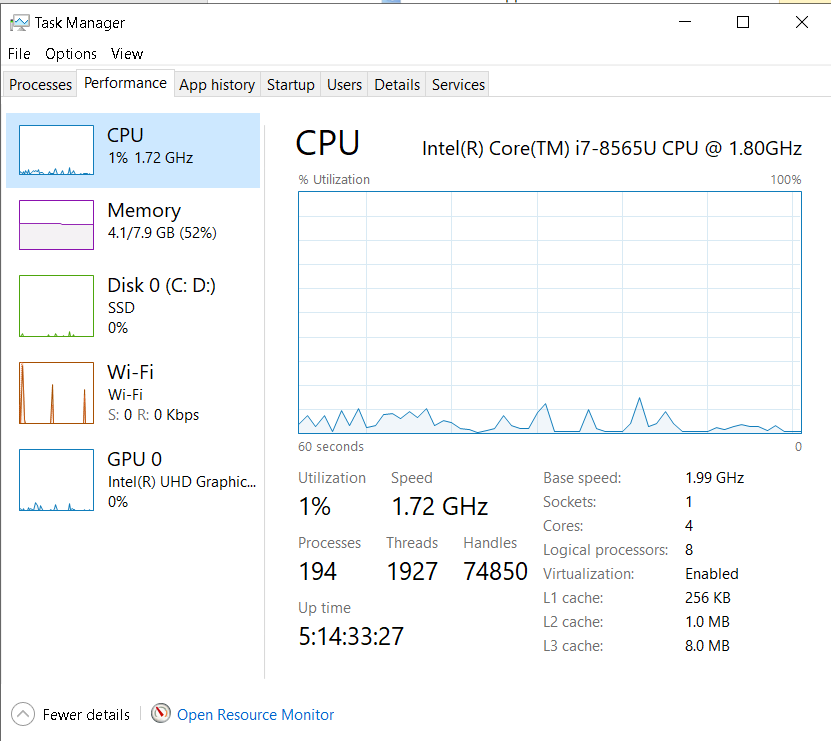 Task Manager
File Options View
Processes Performance App history Startup Users Details Services
CPU
1% 1.72 GHz
Memory
4.1/7.9 GB (52%)
Disk 0 (C: D:)
SSD
0%
Wi-Fi
Wi-Fi
S: 0 R: 0 Kbps
GPU 0
Intel(R) UHD Graphic...
0%
CPU Intel(R) Core(TM) i7-8565U CPU @ 1.80GHz
% Utilization 100%
60 seconds 0
Utilization Speed
1% 1.72 GHz
Processes Threads Handles
194 1927 74850
Up time
5:14:33:27
Base speed: 1.99 GHz
Sockets: 1
Cores: 4
Logical processors: 8
Virtualization: Enabled
L1 cache: 256 KB
L2 cache: 1.0 MB
L3 cache: 8.0 MB
Fewer details Open Resource Monitor